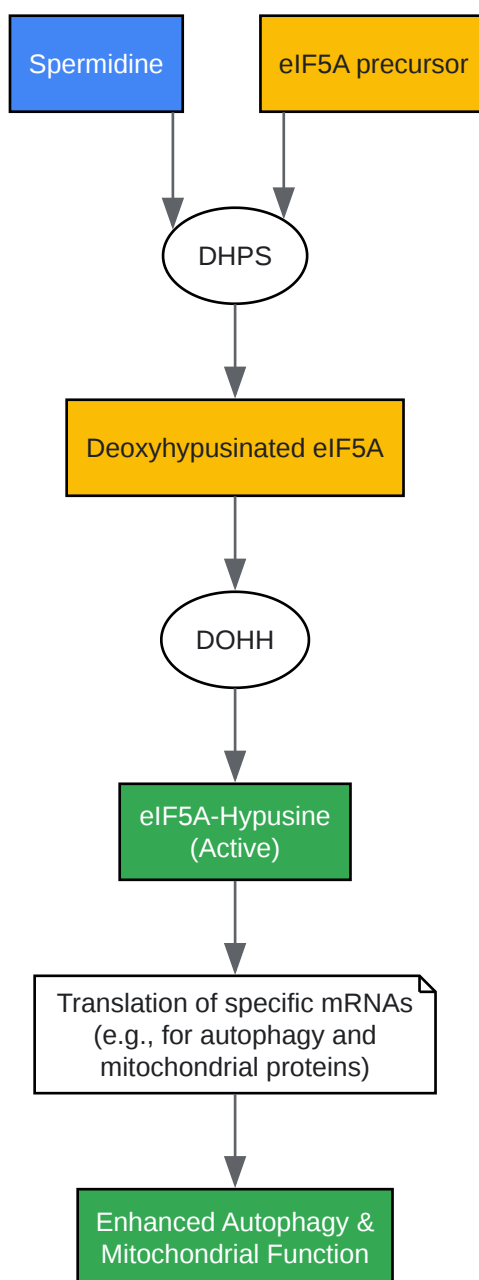 Spermidine
eIF5A precursor
DHPS
Deoxyhypusinated eIF5A
DOHH
eIF5A-Hypusine
(Active)
Translation of specific mRNAs
(e.g., for autophagy and
mitochondrial proteins)
Enhanced Autophagy &
Mitochondrial Function